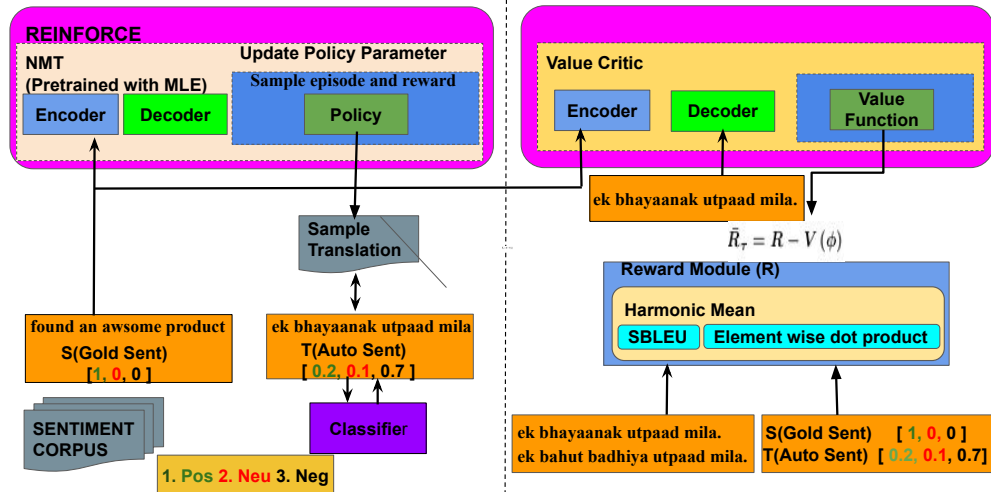 REINFORCE
NMT
(Pretrained with MLE)
Update Policy Parameter
Sample episode and reward
Encoder
Decoder
Policy
Sample
Translation
found an awsome product
S(Gold Sent)
[1, 0, 0 ]
ek bhayaanak utpaad mila
T(Auto Sent)
[ 0.2, 0.1, 0.7 ]
SENTIMENT
CORPUS
Classifier
1. Pos 2. Neu 3. Neg
Value Critic
Encoder
Decoder
Value
Function
ek bhayaanak utpaad mila.
R̄_τ = R − V(ϕ)
Reward Module (R)
Harmonic Mean
SBLEU
Element wise dot product
ek bhayaanak utpaad mila.
ek bahut badhiya utpaad mila.
S(Gold Sent) [ 1, 0, 0 ]
T(Auto Sent) [ 0.2, 0.1, 0.7]